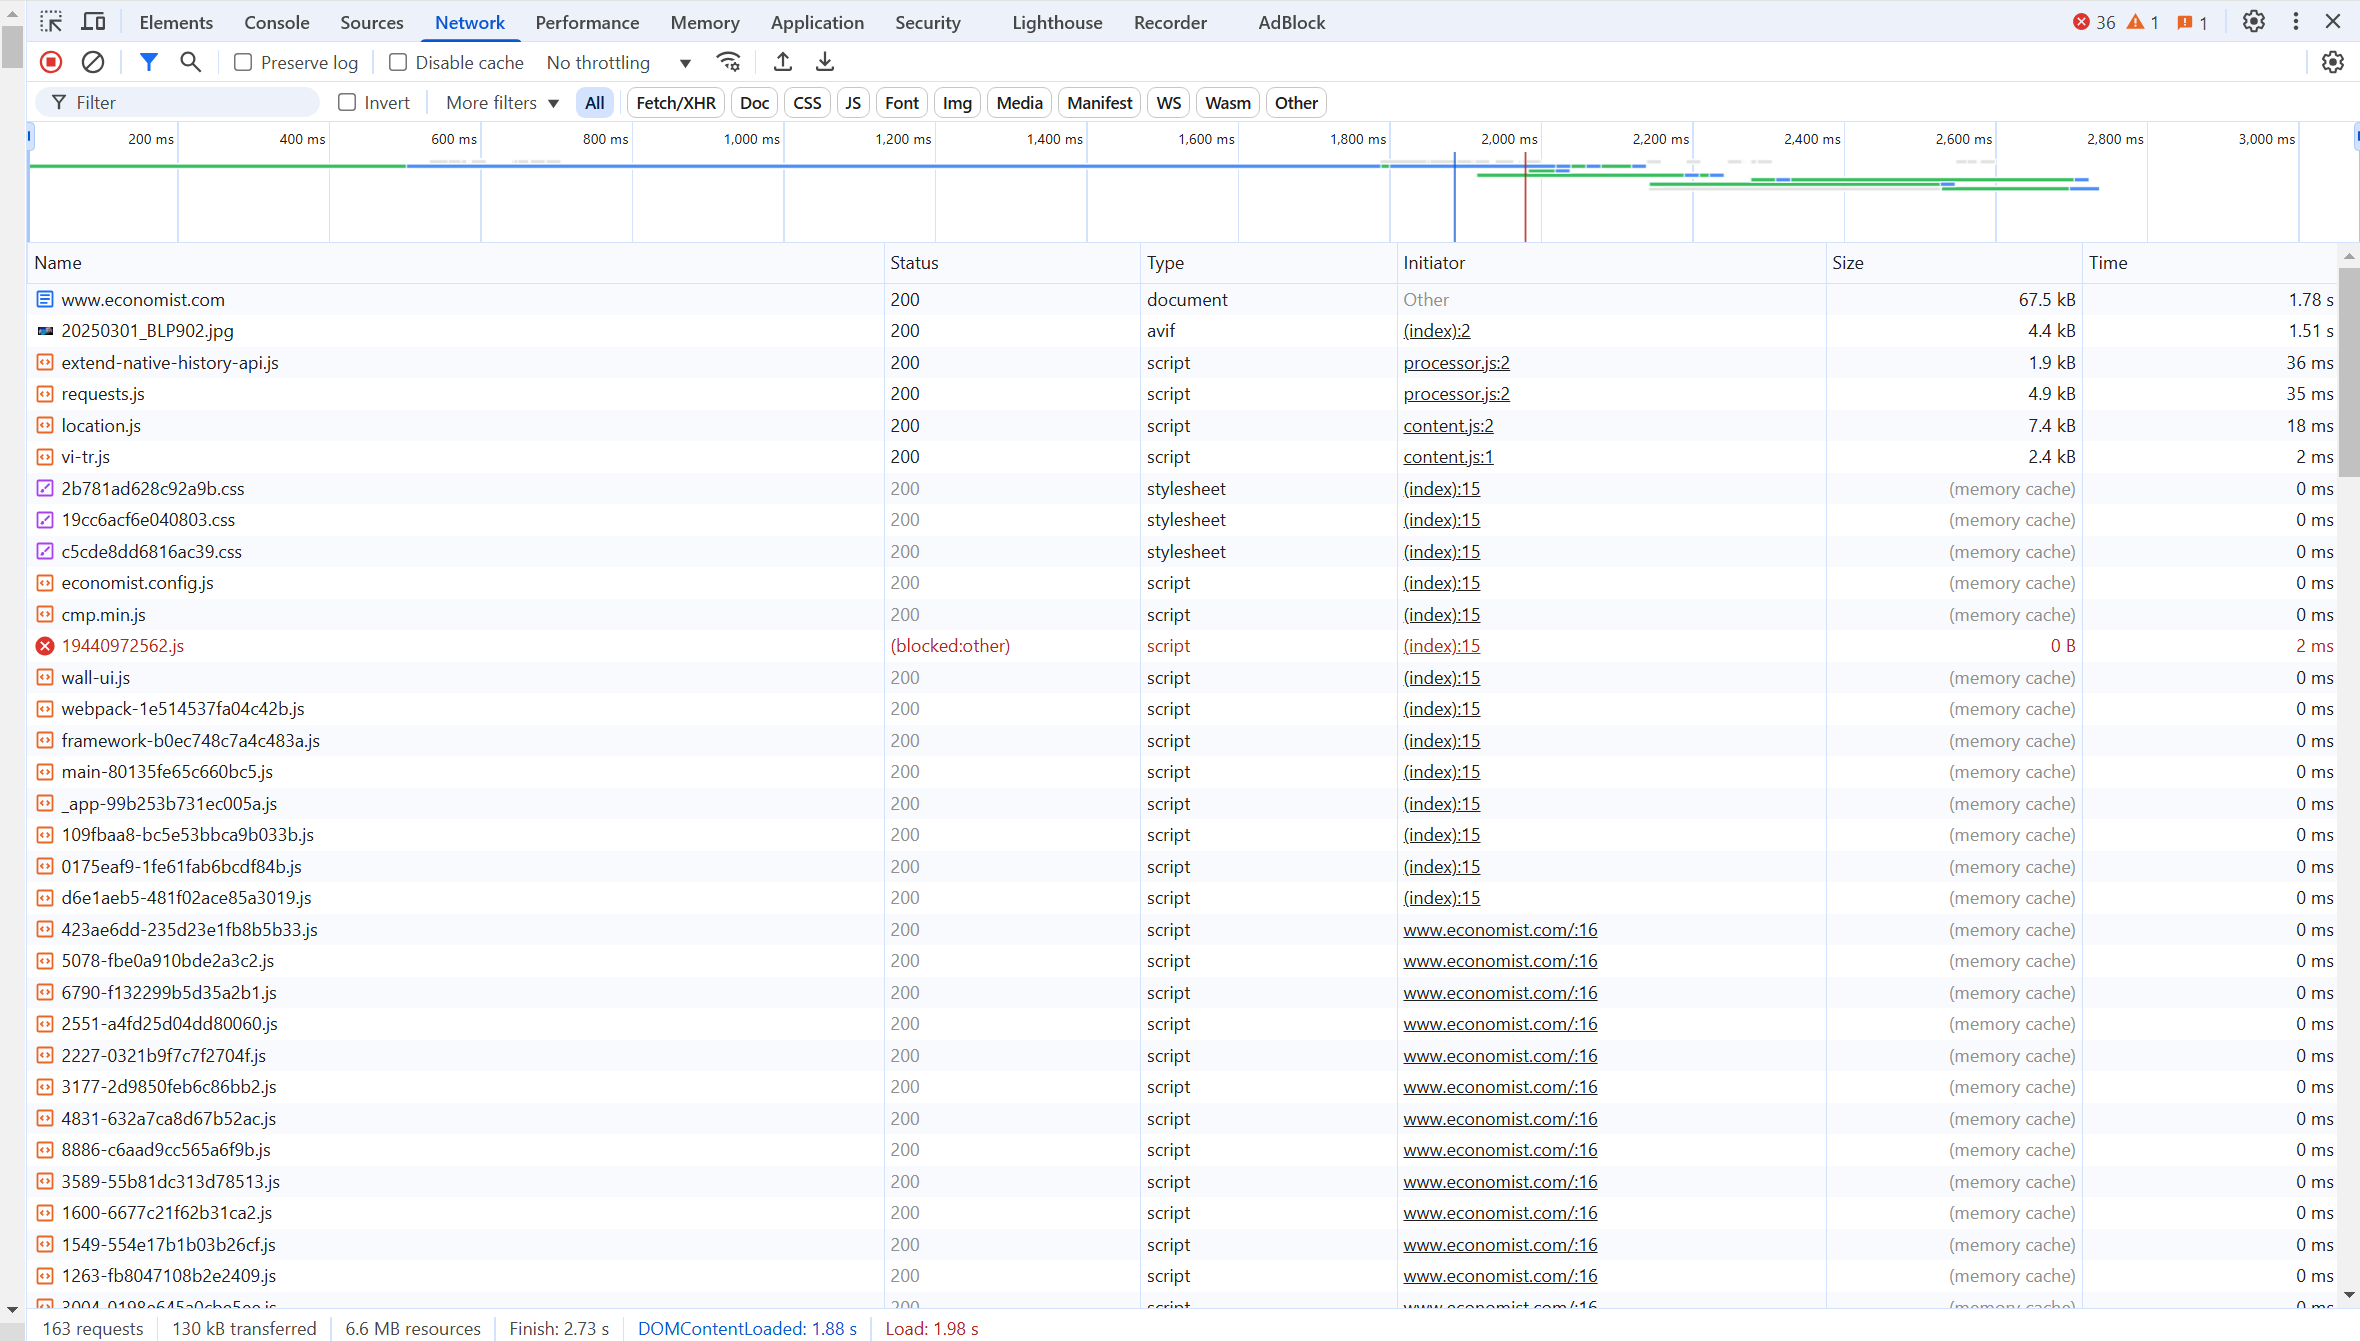 Elements Console Sources Network Performance Memory Application Security Lighthouse Recorder AdBlock 36 1 1
Preserve log Disable cache No throttling
Filter Invert More filters All Fetch/XHR Doc CSS JS Font Img Media Manifest WS Wasm Other
200 ms 400 ms 600 ms 800 ms 1,000 ms 1,200 ms 1,400 ms 1,600 ms 1,800 ms 2,000 ms 2,200 ms 2,400 ms 2,600 ms 2,800 ms 3,000 ms
Name Status Type Initiator Size Time
www.economist.com 200 document Other 67.5 kB 1.78 s
20250301_BLP902.jpg 200 avif (index):2 4.4 kB 1.51 s
extend-native-history-api.js 200 script processor.js:2 1.9 kB 36 ms
requests.js 200 script processor.js:2 4.9 kB 35 ms
location.js 200 script content.js:2 7.4 kB 18 ms
vi-tr.js 200 script content.js:1 2.4 kB 2 ms
2b781ad628c92a9b.css 200 stylesheet (index):15 (memory cache) 0 ms
19cc6acf6e040803.css 200 stylesheet (index):15 (memory cache) 0 ms
c5cde8dd6816ac39.css 200 stylesheet (index):15 (memory cache) 0 ms
economist.config.js 200 script (index):15 (memory cache) 0 ms
cmp.min.js 200 script (index):15 (memory cache) 0 ms
19440972562.js (blocked:other) script (index):15 0 B 2 ms
wall-ui.js 200 script (index):15 (memory cache) 0 ms
webpack-1e514537fa04c42b.js 200 script (index):15 (memory cache) 0 ms
framework-b0ec748c7a4c483a.js 200 script (index):15 (memory cache) 0 ms
main-80135fe65c660bc5.js 200 script (index):15 (memory cache) 0 ms
_app-99b253b731ec005a.js 200 script (index):15 (memory cache) 0 ms
109fbaa8-bc5e53bbca9b033b.js 200 script (index):15 (memory cache) 0 ms
0175eaf9-1fe61fab6bcdf84b.js 200 script (index):15 (memory cache) 0 ms
d6e1aeb5-481f02ace85a3019.js 200 script (index):15 (memory cache) 0 ms
423ae6dd-235d23e1fb8b5b33.js 200 script www.economist.com/:16 (memory cache) 0 ms
5078-fbe0a910bde2a3c2.js 200 script www.economist.com/:16 (memory cache) 0 ms
6790-f132299b5d35a2b1.js 200 script www.economist.com/:16 (memory cache) 0 ms
2551-a4fd25d04dd80060.js 200 script www.economist.com/:16 (memory cache) 0 ms
2227-0321b9f7c7f2704f.js 200 script www.economist.com/:16 (memory cache) 0 ms
3177-2d9850feb6c86bb2.js 200 script www.economist.com/:16 (memory cache) 0 ms
4831-632a7ca8d67b52ac.js 200 script www.economist.com/:16 (memory cache) 0 ms
8886-c6aad9cc565a6f9b.js 200 script www.economist.com/:16 (memory cache) 0 ms
3589-55b81dc313d78513.js 200 script www.economist.com/:16 (memory cache) 0 ms
1600-6677c21f62b31ca2.js 200 script www.economist.com/:16 (memory cache) 0 ms
1549-554e17b1b03b26cf.js 200 script www.economist.com/:16 (memory cache) 0 ms
1263-fb8047108b2e2409.js 200 script www.economist.com/:16 (memory cache) 0 ms
200 script www.economist.com/:16 (memory cache) 0 ms
163 requests 130 kB transferred 6.6 MB resources Finish: 2.73 s DOMContentLoaded: 1.88 s Load: 1.98 s